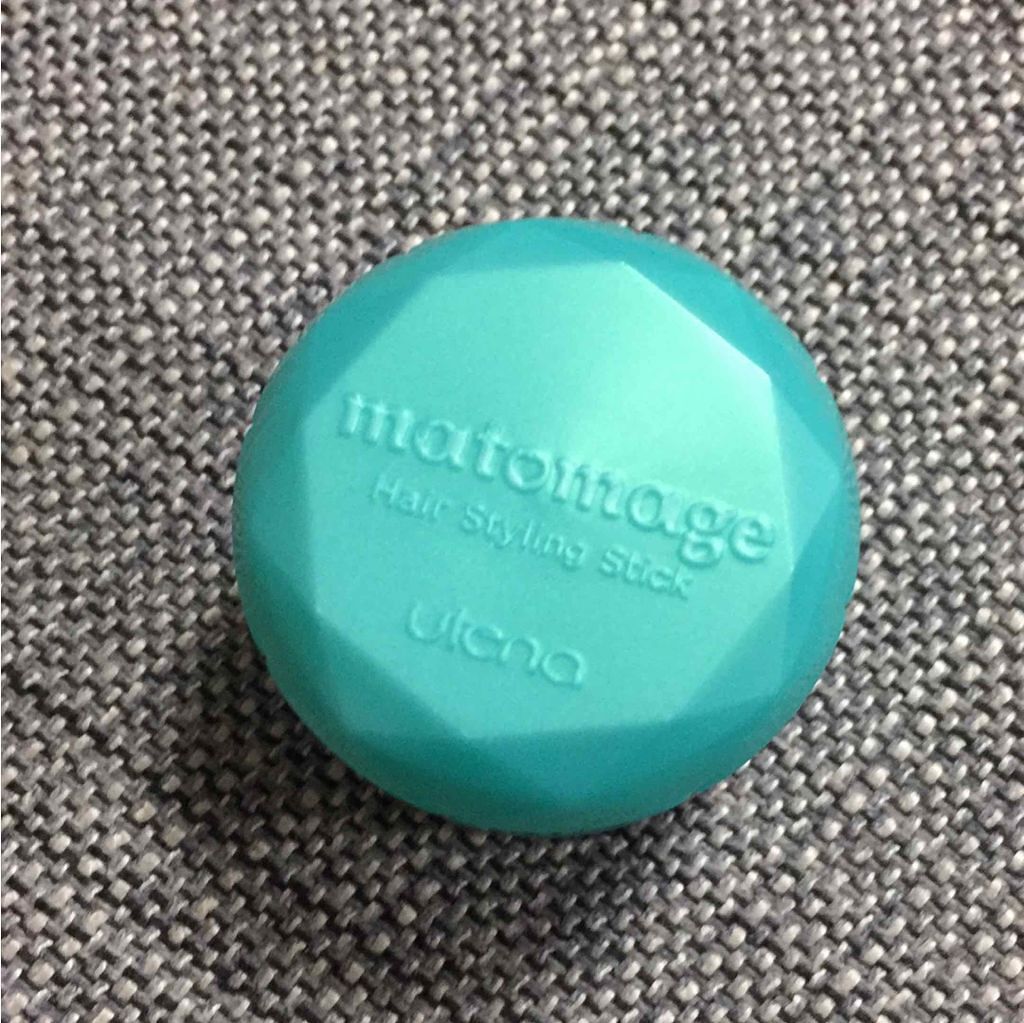 matomage
Hair Styling Stick
utena